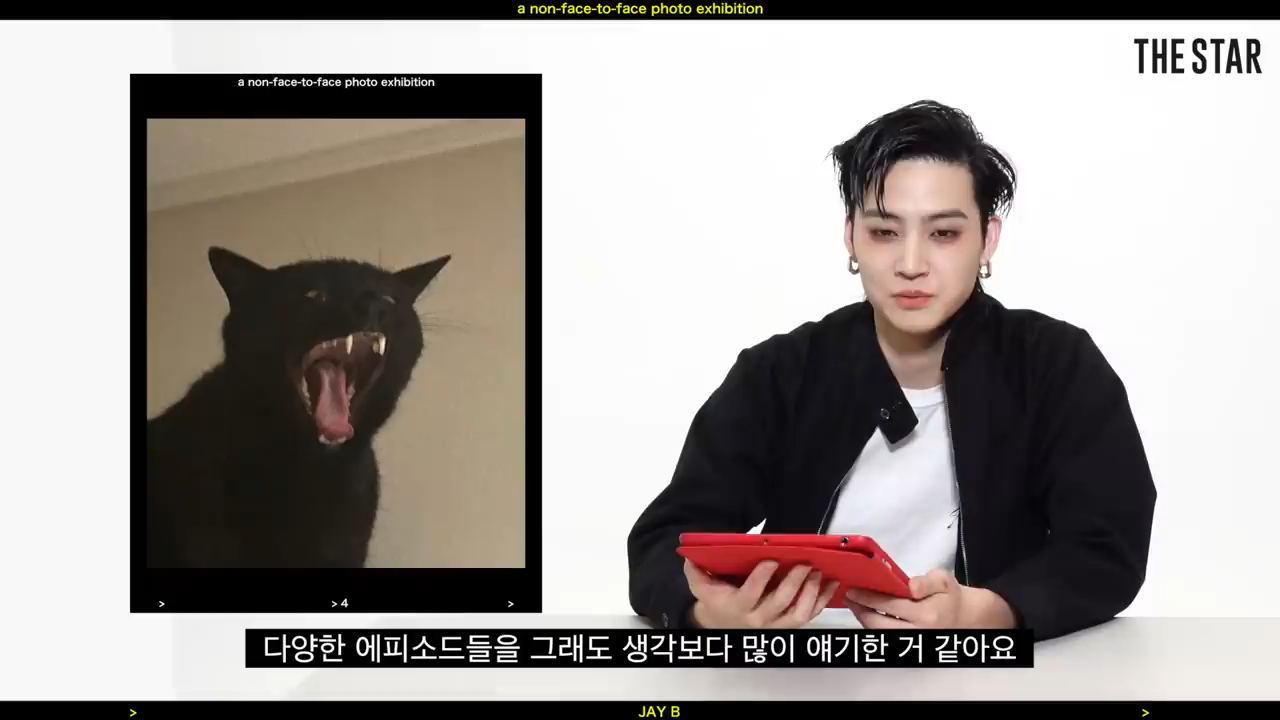 a non-face-to-face photo exhibition
THE STAR
a non-face-to-face photo exhibition
> > 4 >
다양한 에피소드들을 그래도 생각보다 많이 얘기한 거 같아요
> JAY B >